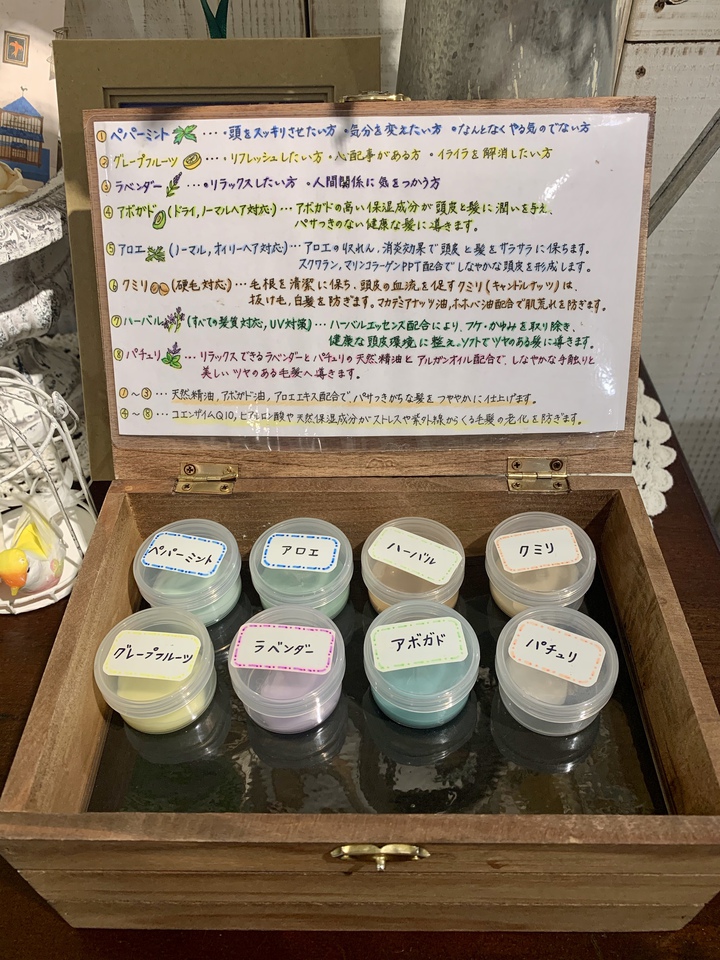 ① ペパーミント … ・頭をスッキリさせたい方 ・気分を変えたい方 ・なんとなくやる気のでない方
② グレープフルーツ … ・リフレッシュしたい方 ・心配事がある方 ・イライラを解消したい方
③ ラベンダー … ・リラックスしたい方 ・人間関係に気をつかう方
④ アボガド (ドライ,ノーマルヘア対応)… アボガドの高い保湿成分が頭皮と髪に潤いを与え、
パサつきのない健康な髪に導きます。
⑤ アロエ (ノーマル,オイリーヘア対応)… アロエの収れん、消炎効果で頭皮と髪をサラサラに保ちます。
スクワラン,マリンコラーゲンPPT配合でしなやかな頭皮を形成します。
⑥ クミリ (硬毛対応)… 毛根を清潔に保ち、頭皮の血流を促すクミリ(キャンドルナッツ)は、
抜け毛,白髪を防ぎます。マカデミアナッツ油,ホホバ油配合で肌荒れを防ぎます。
⑦ ハーバル (すべての髪質対応,UV対策)… ハーバルエッセンス配合により、フケ・かゆみを取り除き、
健康な頭皮環境に整え、ソフトでツヤのある髪に導きます。
⑧ パチュリ … リラックスできるラベンダーとパチュリの天然精油とアルガンオイル配合で、しなやかな手触りと
美しいツヤのある毛髪へ導きます。
①～③… 天然精油,アボガド油,アロエエキス配合で、パサつきがちな髪をつややかに仕上げます。
④～⑧… コエンザイムQ10,ヒアルロン酸や天然保湿成分がストレスや紫外線からくる毛髪の老化を防ぎます。
ペパーミント
アロエ
ハーバル
クミリ
グレープフルーツ
ラベンダー
アボガド
パチュリ